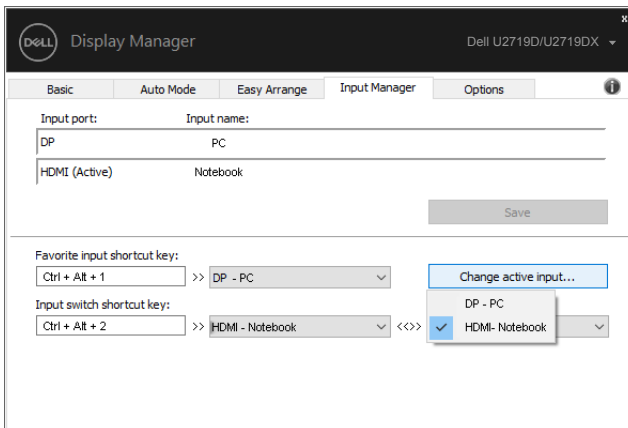 DELL Display Manager Dell U2719D/U2719DX
x
Basic Auto Mode Easy Arrange Input Manager Options i
Input port: Input name:
DP PC
HDMI (Active) Notebook
Save
Favorite input shortcut key:
Ctrl + Alt + 1 >> DP - PC Change active input...
DP - PC
Input switch shortcut key:
Ctrl + Alt + 2 >> HDMI - Notebook <<>> HDMI- Notebook